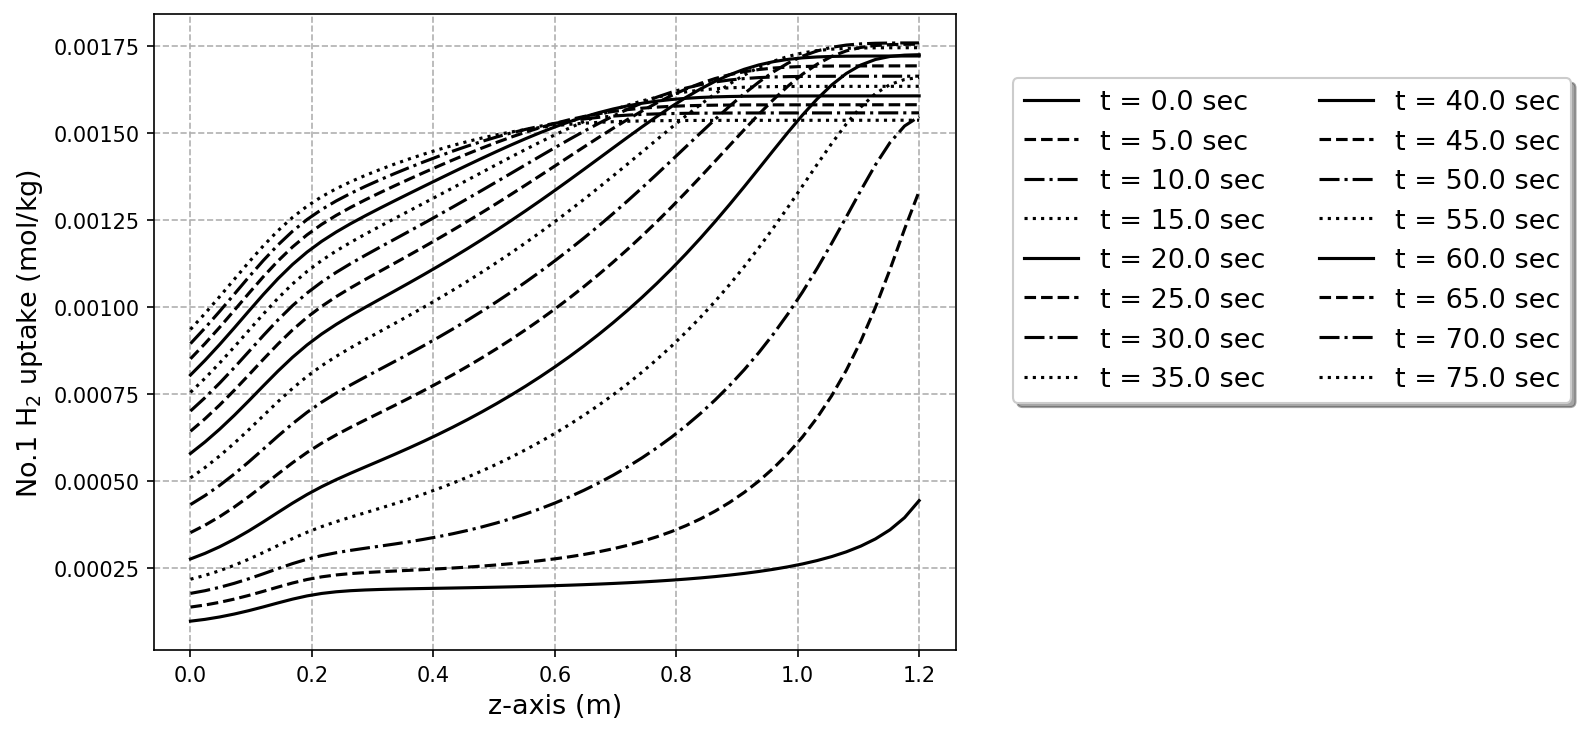 0.00175
0.00150
0.00125
0.00100
0.00075
0.00050
0.00025
No.1 H₂ uptake (mol/kg)
0.0 0.2 0.4 0.6 0.8 1.0 1.2
z-axis (m)
t = 0.0 sec
t = 5.0 sec
t = 10.0 sec
t = 15.0 sec
t = 20.0 sec
t = 25.0 sec
t = 30.0 sec
t = 35.0 sec
t = 40.0 sec
t = 45.0 sec
t = 50.0 sec
t = 55.0 sec
t = 60.0 sec
t = 65.0 sec
t = 70.0 sec
t = 75.0 sec